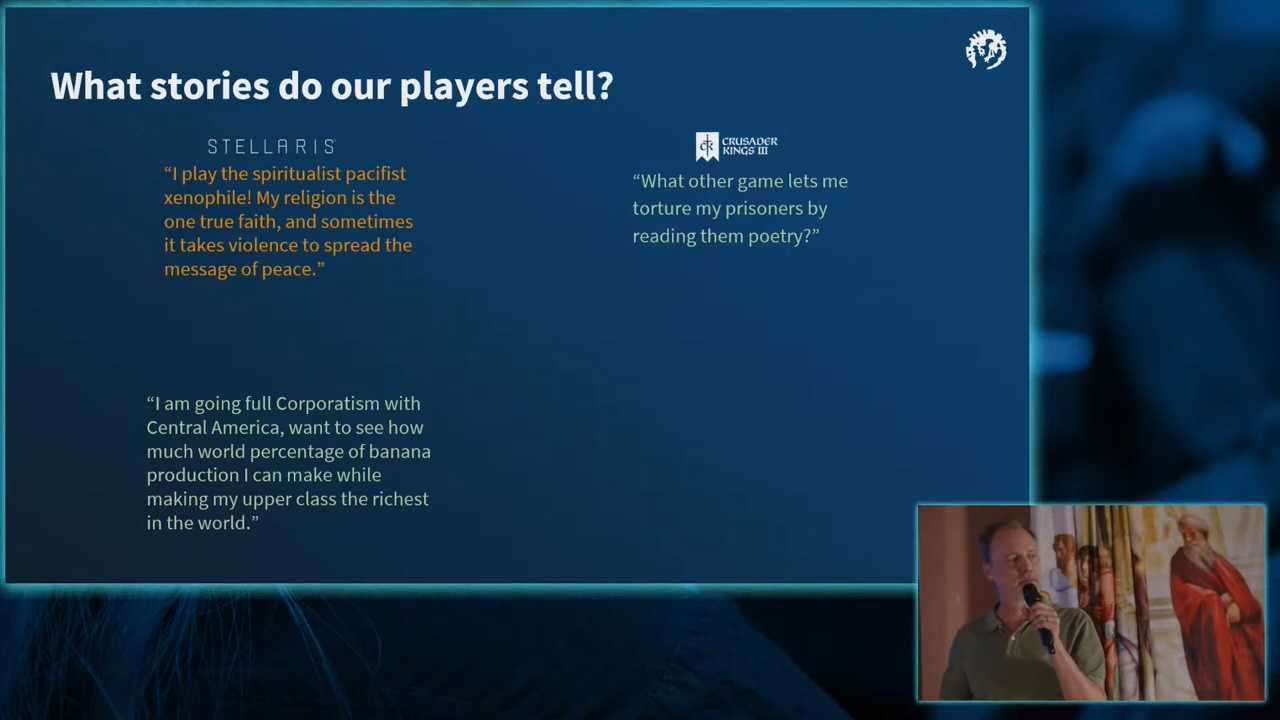 What stories do our players tell?
STELLARIS
“I play the spiritualist pacifist
xenophile! My religion is the
one true faith, and sometimes
it takes violence to spread the
message of peace.”
CRUSADER
KINGS III
“What other game lets me
torture my prisoners by
reading them poetry?”
“I am going full Corporatism with
Central America, want to see how
much world percentage of banana
production I can make while
making my upper class the richest
in the world.”